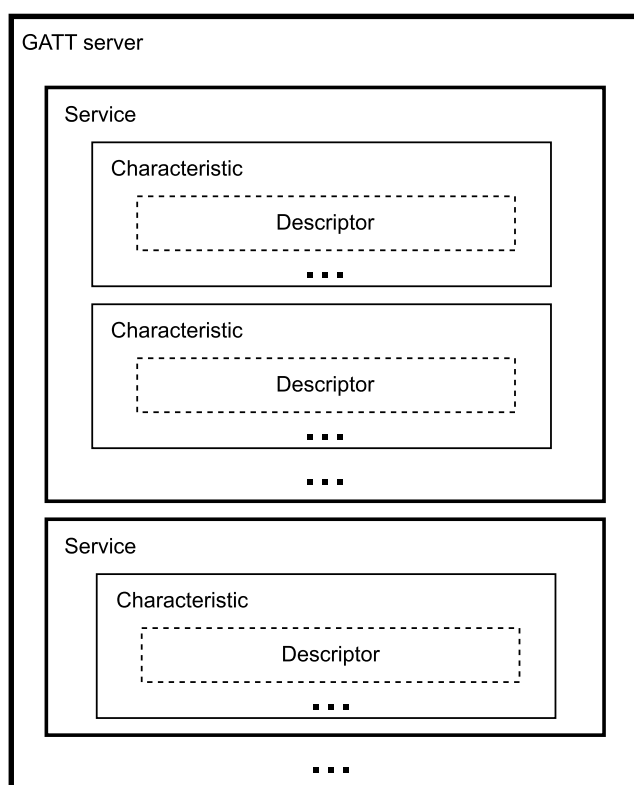 GATT server
Service
Characteristic
Descriptor
...
Characteristic
Descriptor
...
...
Service
Characteristic
Descriptor
...
...